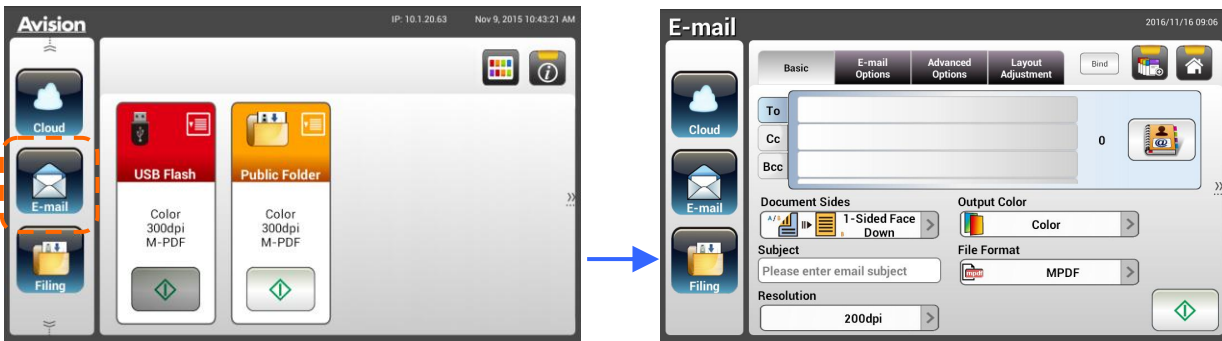 Avision
IP: 10.1.20.63
Nov 9, 2015 10:43:21 AM
Cloud
E-mail
Filing
USB Flash
Color
300dpi
M-PDF
Public Folder
Color
300dpi
M-PDF
E-mail
2016/11/16 09:06
Cloud
E-mail
Filing
Basic
E-mail
Options
Advanced
Options
Layout
Adjustment
Bind
To
Cc
Bcc
0
Document Sides
1-Sided Face
Down
Output Color
Color
Subject
Please enter email subject
File Format
MPDF
Resolution
200dpi